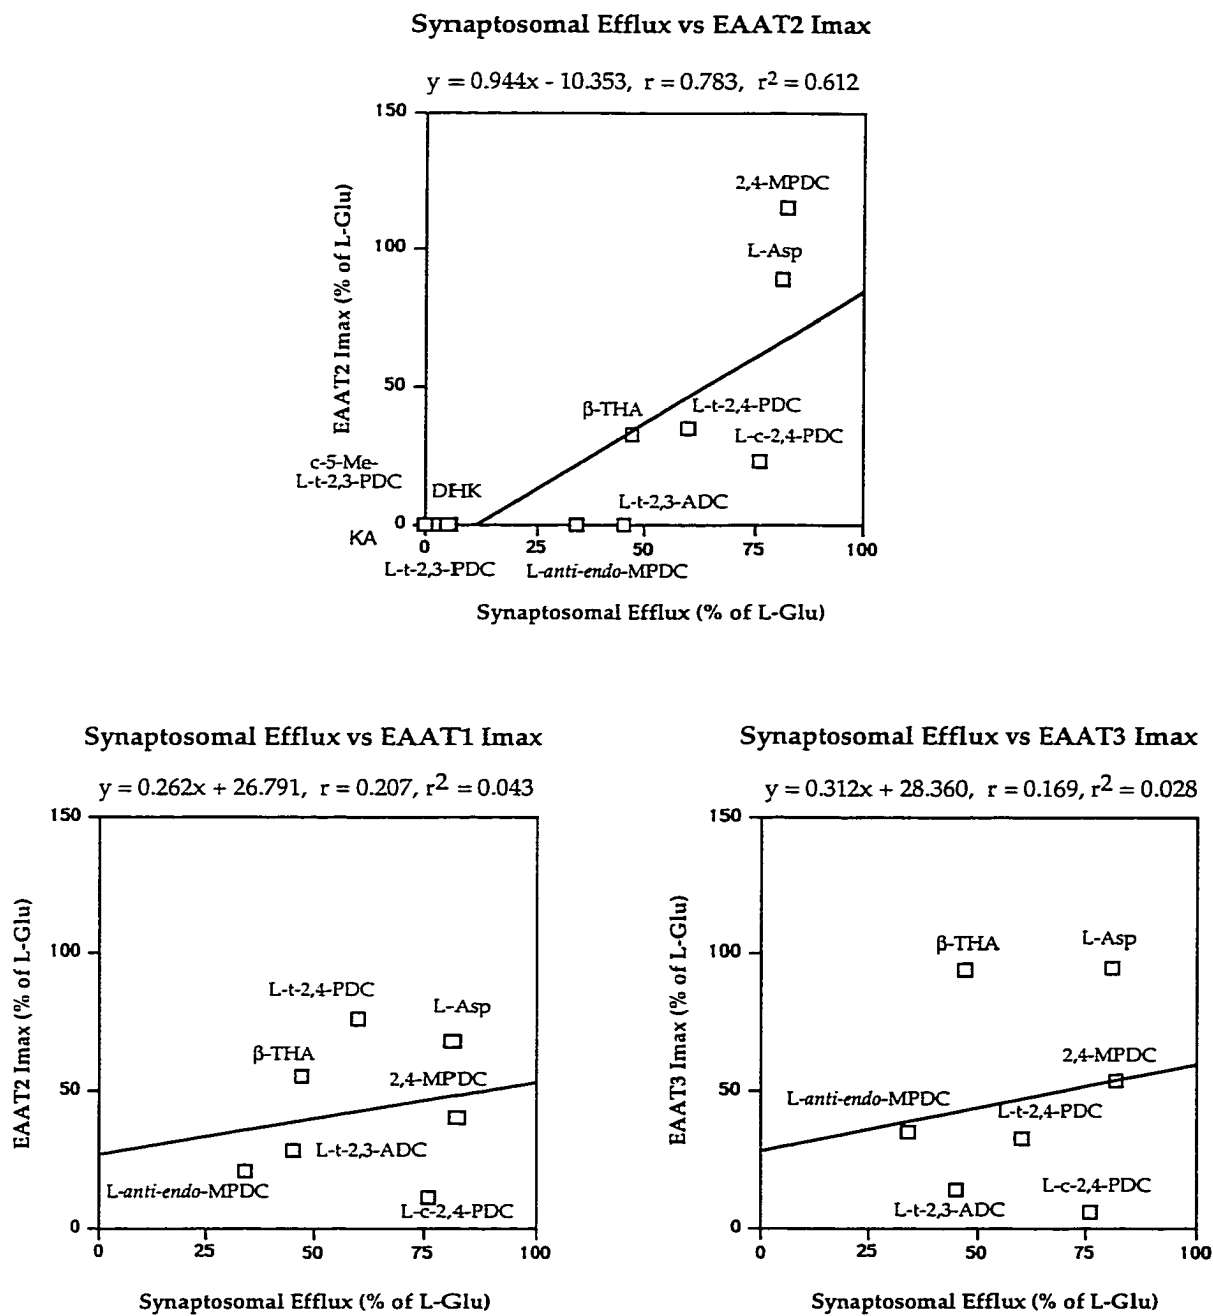 Synaptosomal Efflux vs EAAT2 Imax
y = 0.944x - 10.353, r = 0.783, r² = 0.612
150
2,4-MPDC
L-Asp
100
EAAT2 Imax (% of L-Glu)
50
β-THA
L-t-2,4-PDC
L-c-2,4-PDC
c-5-Me-
L-t-2,3-PDC
DHK
L-t-2,3-ADC
0
KA
0
25
50
75
100
L-t-2,3-PDC
L-anti-endo-MPDC
Synaptosomal Efflux (% of L-Glu)
Synaptosomal Efflux vs EAAT1 Imax
y = 0.262x + 26.791, r = 0.207, r² = 0.043
150
100
EAAT2 Imax (% of L-Glu)
L-t-2,4-PDC
L-Asp
β-THA
2,4-MPDC
50
L-t-2,3-ADC
L-anti-endo-MPDC
L-c-2,4-PDC
0
0
25
50
75
100
Synaptosomal Efflux (% of L-Glu)
Synaptosomal Efflux vs EAAT3 Imax
y = 0.312x + 28.360, r = 0.169, r² = 0.028
150
β-THA
L-Asp
100
EAAT3 Imax (% of L-Glu)
2,4-MPDC
50
L-anti-endo-MPDC
L-t-2,4-PDC
L-c-2,4-PDC
L-t-2,3-ADC
0
0
25
50
75
100
Synaptosomal Efflux (% of L-Glu)